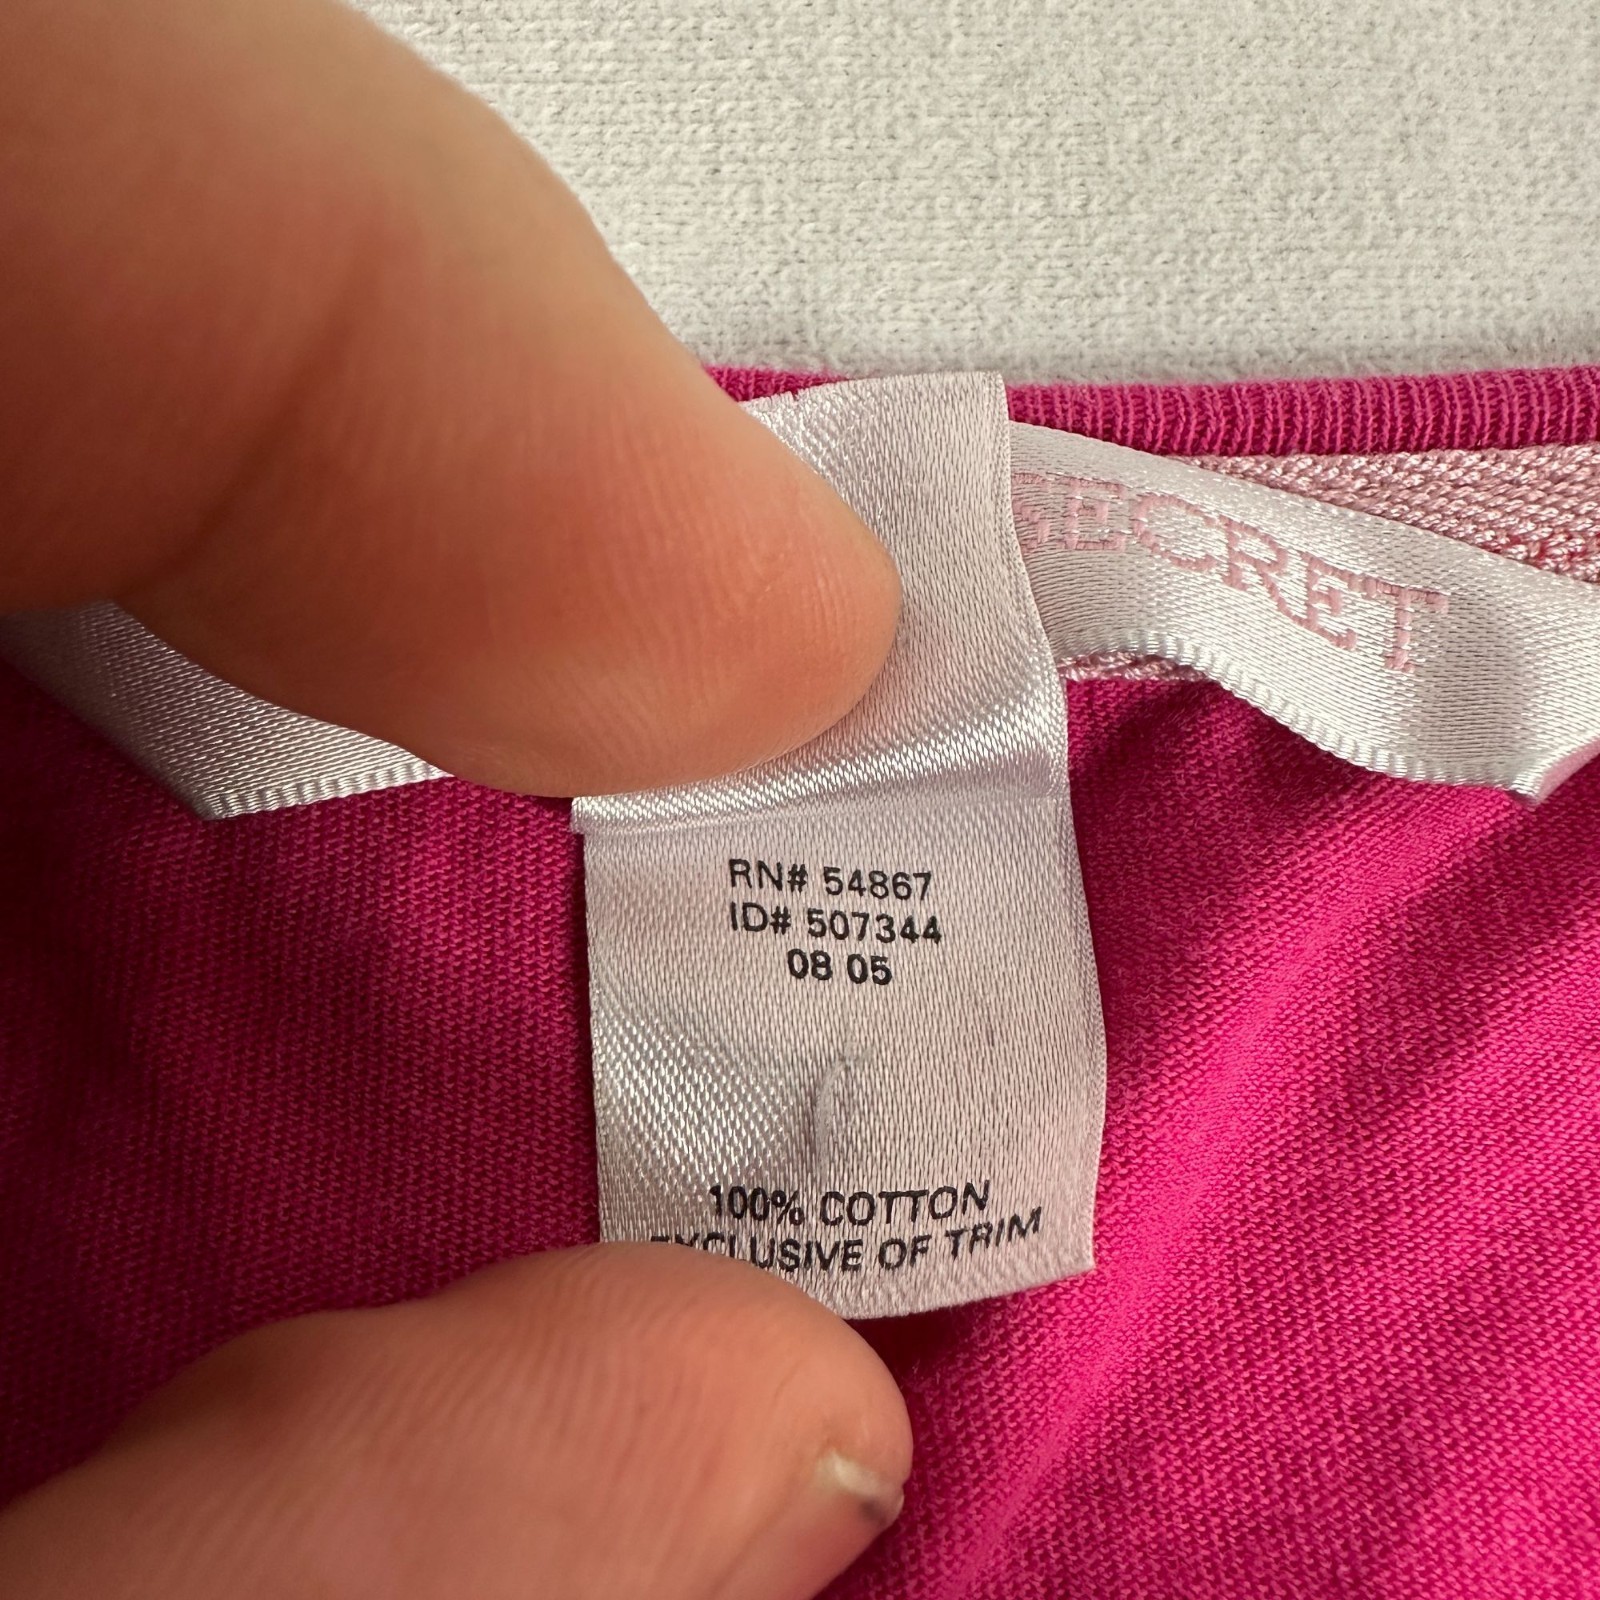 SECRET
RN# 54867
ID# 507344
08 05
100% COTTON
EXCLUSIVE OF TRIM